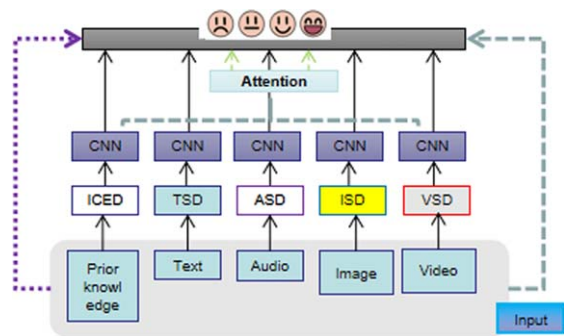 Attention
CNN CNN CNN CNN CNN
ICED TSD ASD ISD VSD
Prior
knowl
edge
Text
Audio
Image
Video
Input